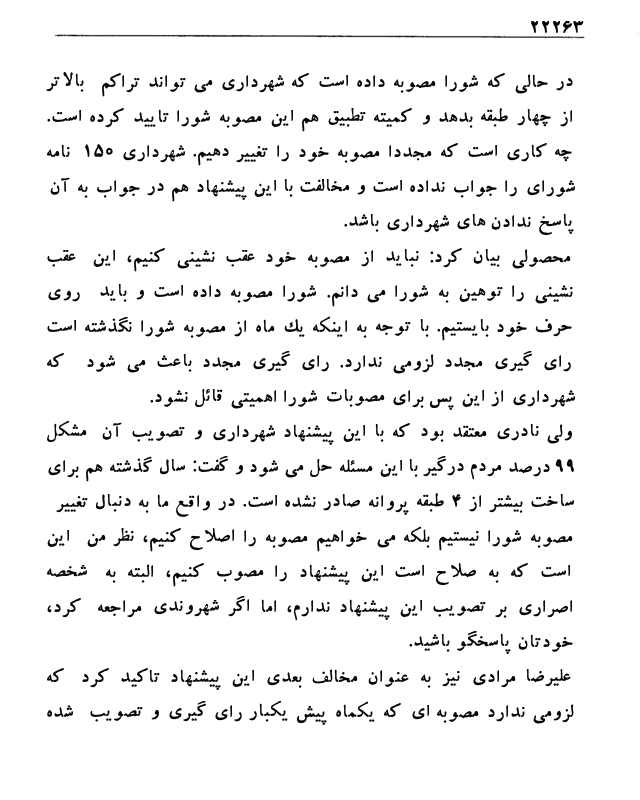 ۲۲۲۶۳
در حالی که شورا مصوبه داده است که شهرداری می تواند تراکم بالاتر
از چهار طبقه بدهد و کمیته تطبیق هم این مصوبه شورا تایید کرده است.
چه کاری است که مجددا مصوبه خود را تغییر دهیم. شهرداری ۱۵۰ نامه
شورای را جواب نداده است و مخالفت با این پیشنهاد هم در جواب به آن
پاسخ ندادن های شهرداری باشد.
محصولی بیان کرد: نباید از مصوبه خود عقب نشینی کنیم، این عقب
نشینی را توهین به شورا می دانم. شورا مصوبه داده است و باید روی
حرف خود بایستیم. با توجه به اینکه یك ماه از مصوبه شورا نگذشته است
رای گیری مجدد لزومی ندارد. رای گیری مجدد باعث می شود که
شهرداری از این پس برای مصوبات شورا اهمیتی قائل نشود.
ولی نادری معتقد بود که با این پیشنهاد شهرداری و تصویب آن مشکل
۹۹ درصد مردم درگیر با این مسئله حل می شود و گفت: سال گذشته هم برای
ساخت بیشتر از ۴ طبقه پروانه صادر نشده است. در واقع ما به دنبال تغییر
مصوبه شورا نیستیم بلکه می خواهیم مصوبه را اصلاح کنیم، نظر من این
است که به صلاح است این پیشنهاد را مصوب کنیم، البته به شخصه
اصراری بر تصویب این پیشنهاد ندارم، اما اگر شهروندی مراجعه کرد،
خودتان پاسخگو باشید.
علیرضا مرادی نیز به عنوان مخالف بعدی این پیشنهاد تاکید کرد که
لزومی ندارد مصوبه ای که یکماه پیش یکبار رای گیری و تصویب شده